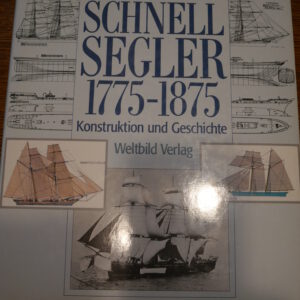 SCHNELL
SEGLER
1775-1875
Konstruktion und Geschichte
Weltbild Verlag